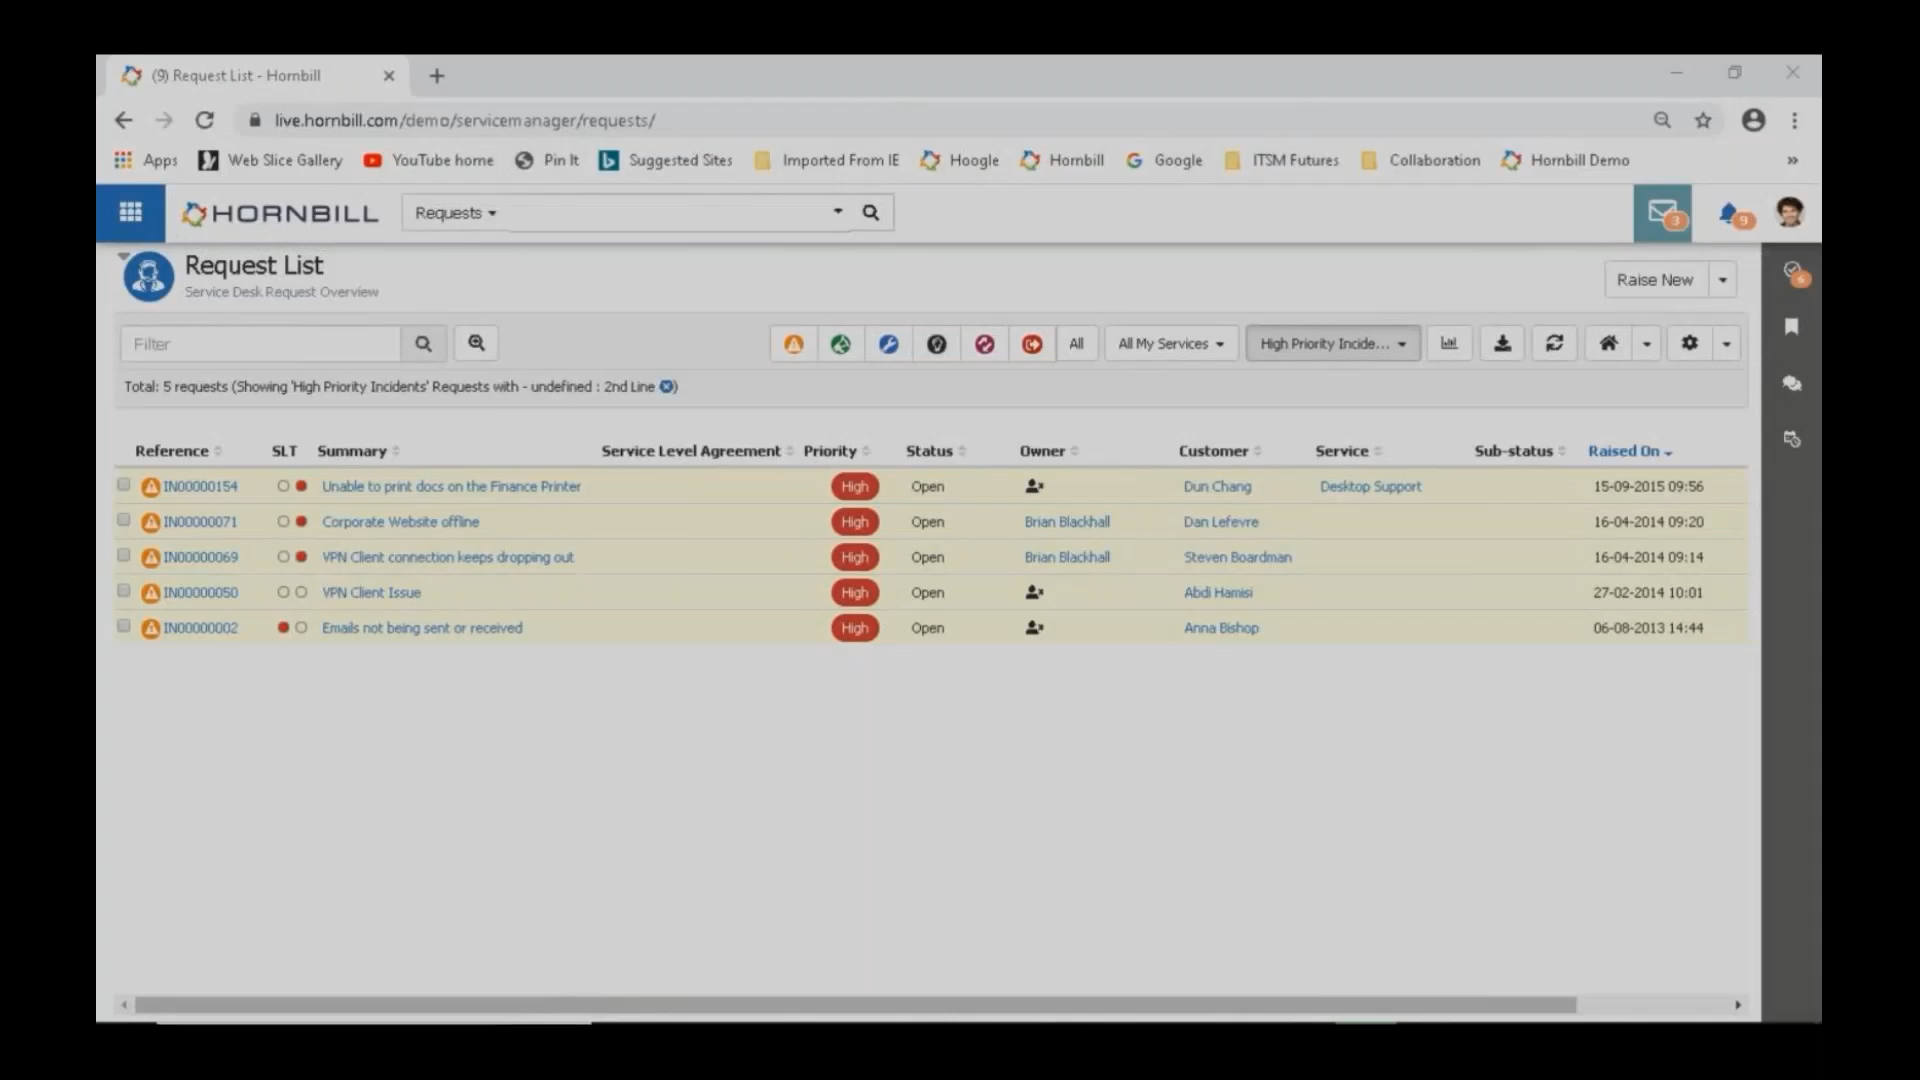 (9) Request List - Hornbill
live.hornbill.com/demo/servicemanager/requests/
Apps Web Slice Gallery YouTube home Pin It Suggested Sites Imported From IE Hoogle Hornbill Google ITSM Futures Collaboration Hornbill Demo »
HORNBILL Requests 3 9
Request List
Service Desk Request Overview
Raise New
6
Filter All All My Services High Priority Incide...
Total: 5 requests (Showing 'High Priority Incidents' Requests with - undefined : 2nd Line )
Reference SLT Summary Service Level Agreement Priority Status Owner Customer Service Sub-status Raised On
IN00000154 Unable to print docs on the Finance Printer High Open Dun Chang Desktop Support 15-09-2015 09:56
IN00000071 Corporate Website offline High Open Brian Blackhall Dan Lefevre 16-04-2014 09:20
IN00000069 VPN Client connection keeps dropping out High Open Brian Blackhall Steven Boardman 16-04-2014 09:14
IN00000050 VPN Client Issue High Open Abdi Hamisi 27-02-2014 10:01
IN00000002 Emails not being sent or received High Open Anna Bishop 06-08-2013 14:44